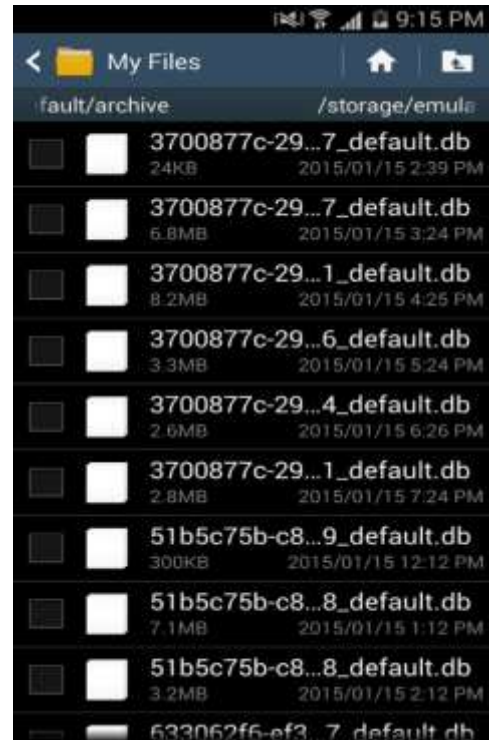 9:15 PM
My Files
fault/archive /storage/emula
3700877c-29...7_default.db
24KB 2015/01/15 2:39 PM
3700877c-29...7_default.db
6.8MB 2015/01/15 3:24 PM
3700877c-29...1_default.db
8.2MB 2015/01/15 4:25 PM
3700877c-29...6_default.db
3.3MB 2015/01/15 5:24 PM
3700877c-29...4_default.db
2.6MB 2015/01/15 6:26 PM
3700877c-29...1_default.db
2.8MB 2015/01/15 7:24 PM
51b5c75b-c8...9_default.db
300KB 2015/01/15 12:12 PM
51b5c75b-c8...8_default.db
7.1MB 2015/01/15 1:12 PM
51b5c75b-c8...8_default.db
3.2MB 2015/01/15 2:12 PM
633062f6-ef3...7_default.db